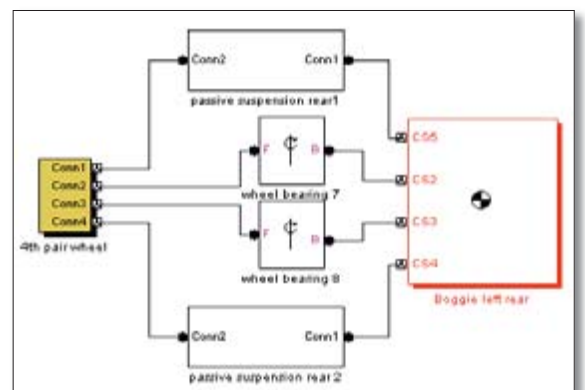 Conn2 Conn1
passive suspension rear1
F B
wheel bearing 7
Conn1
Conn2
Conn3
Conn4
4th pair wheel
F B
wheel bearing 8
CS5
CS2
CS3
CS4
Boggie left rear
Conn2 Conn1
passive suspension rear 2